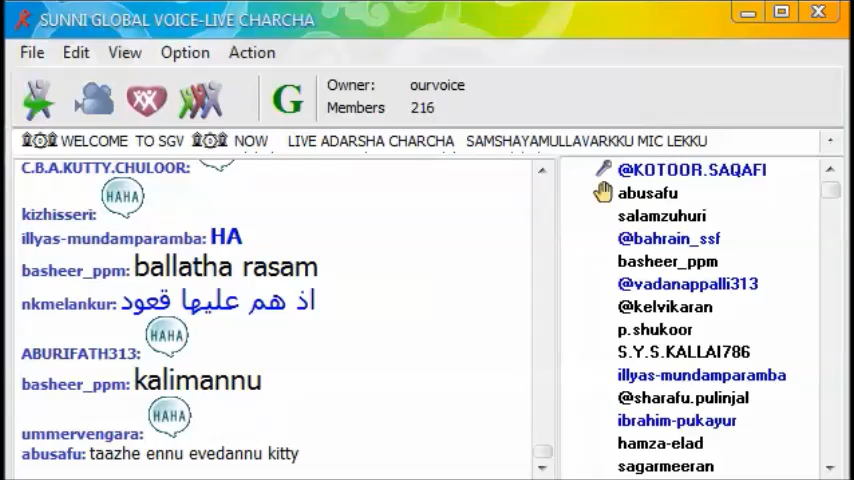 SUNNI GLOBAL VOICE-LIVE CHARCHA
File Edit View Option Action
G
Owner: ourvoice
Members 216
WELCOME TO SGV NOW LIVE ADARSHA CHARCHA SAMSHAYAMULLAVARKKU MIC LEKKU
C.B.A.KUTTY.CHULOOR:
HAHA
kizhisseri:
illyas-mundamparamba: HA
basheer_ppm: ballatha rasam
nkmelankur: اذ هم عليها قعود
HAHA
ABURIFATH313:
basheer_ppm: kalimannu
HAHA
ummervengara:
abusafu: taazhe ennu evedannu kitty
@KOTOOR.SAQAFI
abusafu
salamzuhuri
@bahrain_ssf
basheer_ppm
@vadanappalli313
@kelvikaran
p.shukoor
S.Y.S.KALLAI786
illyas-mundamparamba
@sharafu.pulinjal
ibrahim-pukayur
hamza-elad
sagarmeeran